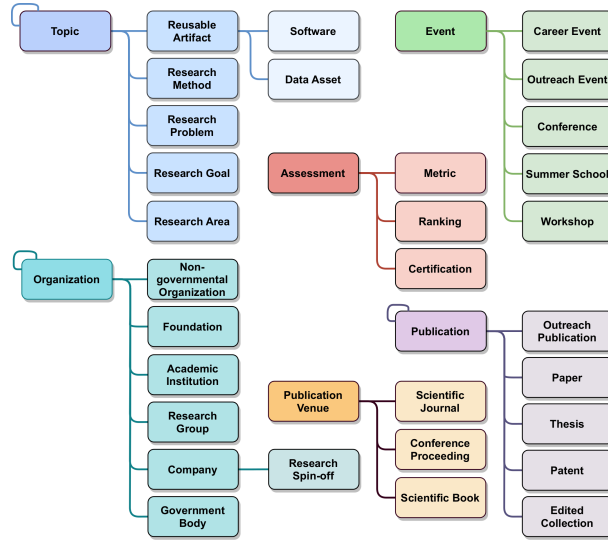 Topic
Reusable
Artifact
Software
Data Asset
Research
Method
Research
Problem
Research Goal
Research Area
Event
Career Event
Outreach Event
Conference
Summer School
Workshop
Assessment
Metric
Ranking
Certification
Organization
Non-
governmental
Organization
Foundation
Academic
Institution
Research
Group
Company
Research
Spin-off
Government
Body
Publication
Venue
Scientific
Journal
Conference
Proceeding
Scientific Book
Publication
Outreach
Publication
Paper
Thesis
Patent
Edited
Collection